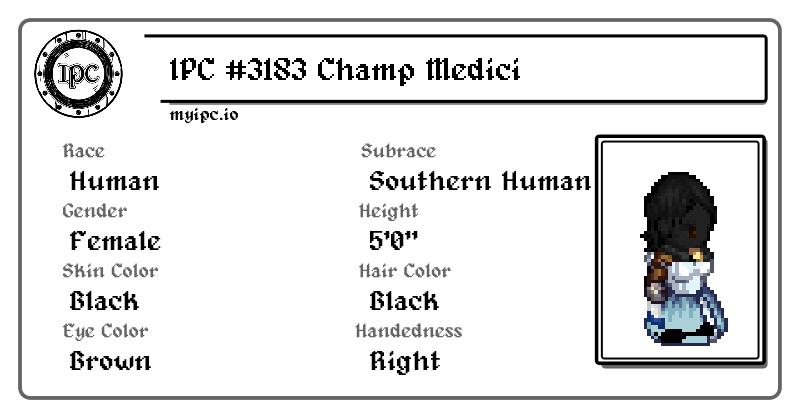 IPC
IPC #3183 Champ Medici
myipc.io
Race
Subrace
Human
Southern Human
Gender
Height
Female
5'0"
Skin Color
Hair Color
Black
Black
Eye Color
Handedness
Brown
Right